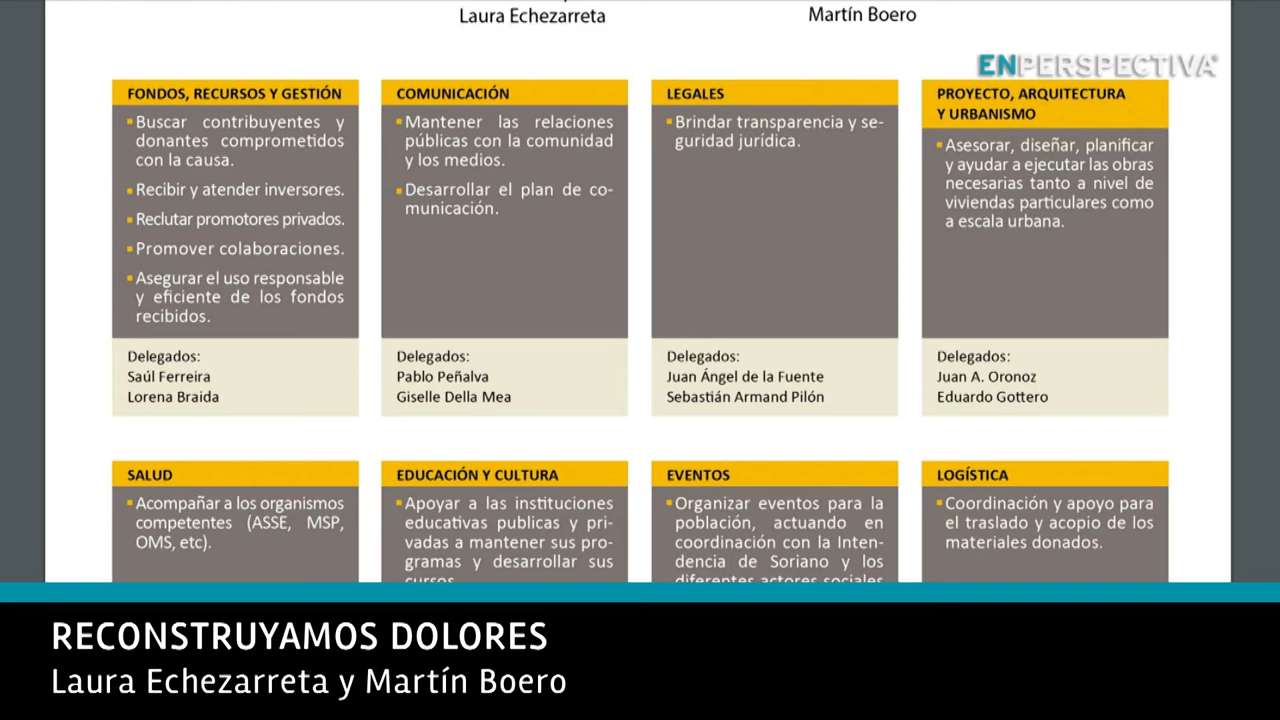 Laura Echezarreta
Martín Boero
ENPERSPECTIVA
FONDOS, RECURSOS Y GESTIÓN
▪Buscar contribuyentes y
donantes comprometidos
con la causa.
▪Recibir y atender inversores.
▪Reclutar promotores privados.
▪Promover colaboraciones.
▪Asegurar el uso responsable
y eficiente de los fondos
recibidos.
Delegados:
Saúl Ferreira
Lorena Braida
COMUNICACIÓN
▪Mantener las relaciones
públicas con la comunidad
y los medios.
▪Desarrollar el plan de co-
municación.
Delegados:
Pablo Peñalva
Giselle Della Mea
LEGALES
▪Brindar transparencia y se-
guridad jurídica.
Delegados:
Juan Ángel de la Fuente
Sebastián Armand Pilón
PROYECTO, ARQUITECTURA
Y URBANISMO
▪Asesorar, diseñar, planificar
y ayudar a ejecutar las obras
necesarias tanto a nivel de
viviendas particulares como
a escala urbana.
Delegados:
Juan A. Oronoz
Eduardo Gottero
SALUD
▪Acompañar a los organismos
competentes (ASSE, MSP,
OMS, etc).
EDUCACIÓN Y CULTURA
▪Apoyar a las instituciones
educativas publicas y pri-
vadas a mantener sus pro-
gramas y desarrollar sus
cursos.
EVENTOS
▪Organizar eventos para la
población, actuando en
coordinación con la Inten-
dencia de Soriano y los
diferentes actores sociales
LOGÍSTICA
▪Coordinación y apoyo para
el traslado y acopio de los
materiales donados.
RECONSTRUYAMOS DOLORES
Laura Echezarreta y Martín Boero